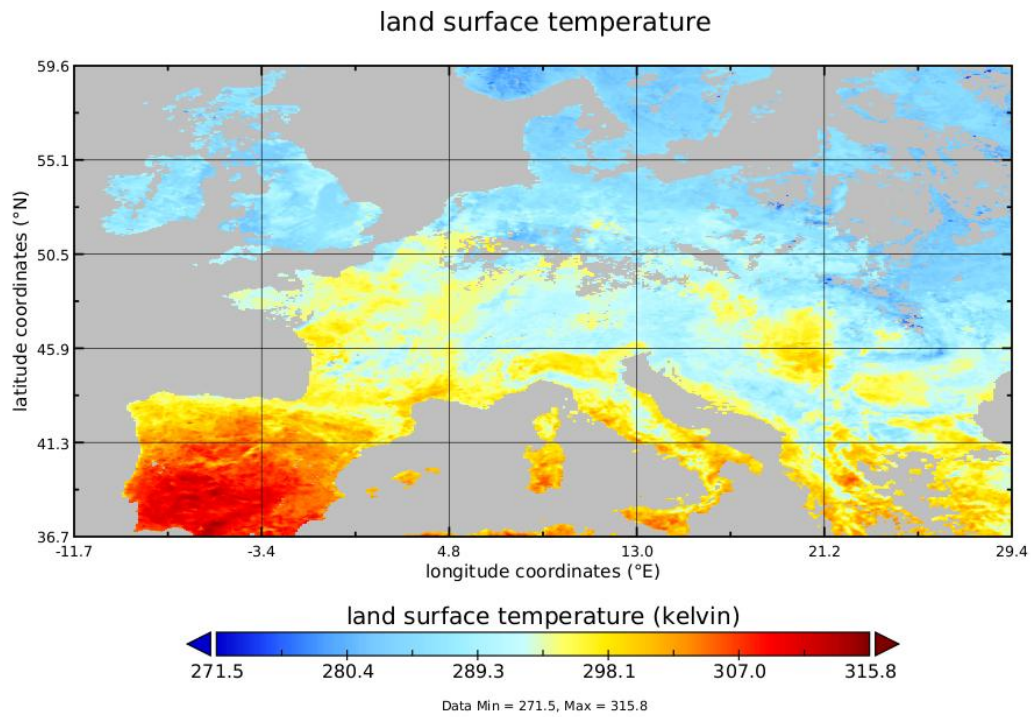 land surface temperature
59.6
55.1
50.5
45.9
41.3
36.7
latitude coordinates (°N)
-11.7 -3.4 4.8 13.0 21.2 29.4
longitude coordinates (°E)
land surface temperature (kelvin)
271.5 280.4 289.3 298.1 307.0 315.8
Data Min = 271.5, Max = 315.8